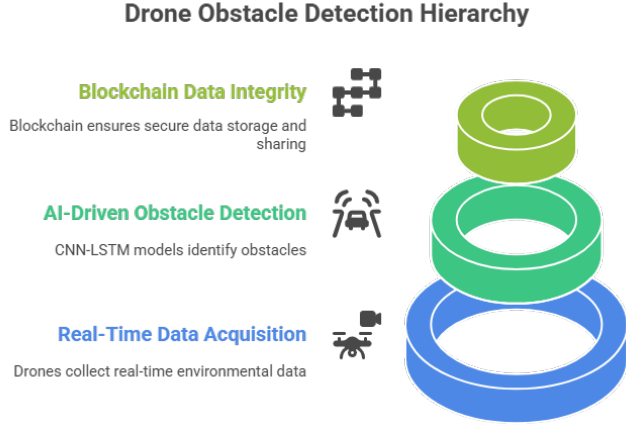 Drone Obstacle Detection Hierarchy
Blockchain Data Integrity
Blockchain ensures secure data storage and
sharing
AI-Driven Obstacle Detection
CNN-LSTM models identify obstacles
Real-Time Data Acquisition
Drones collect real-time environmental data